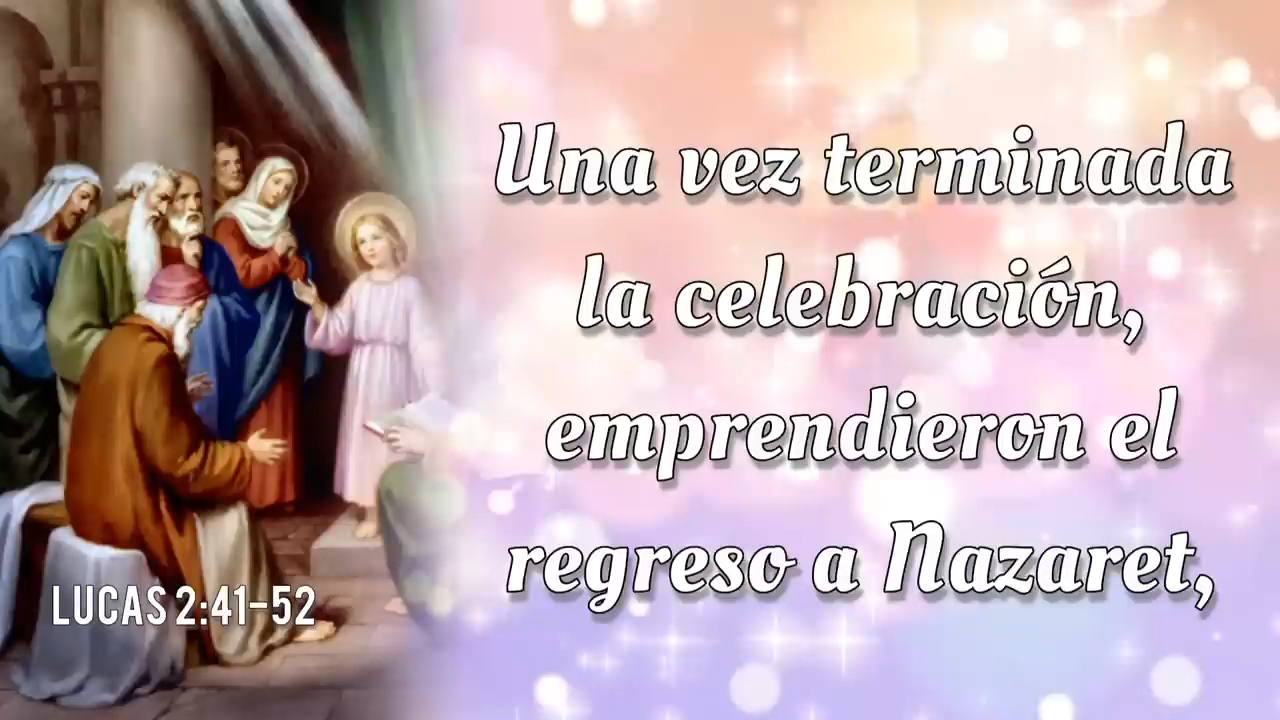 Una vez terminada
la celebración,
emprendieron el
regreso a Nazaret,
LUCAS 2:41-52